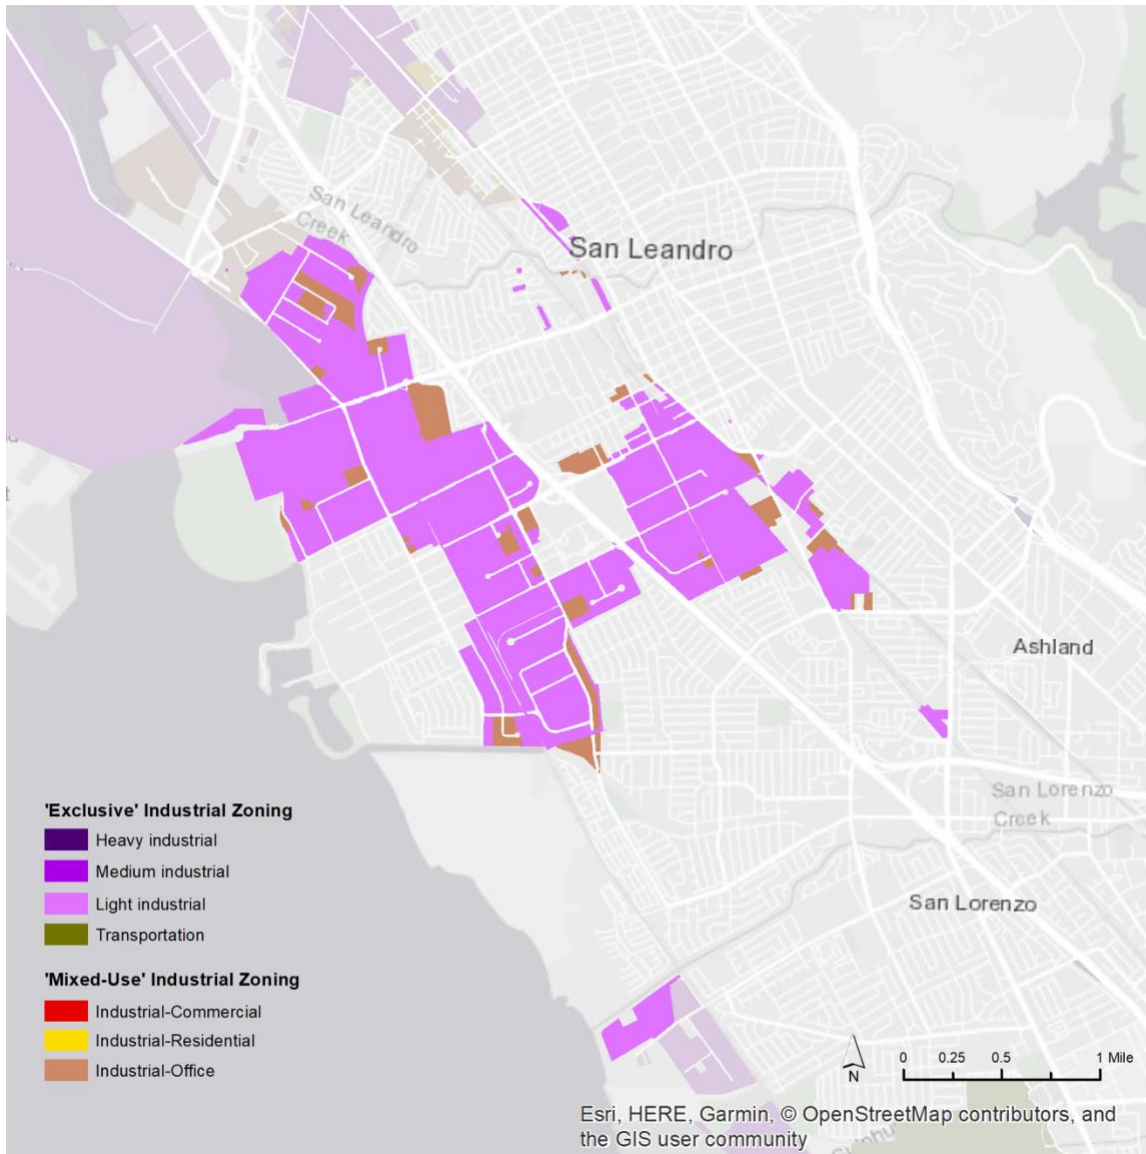 San Leandro
Creek
San Leandro
Ashland
San Lorenzo
Creek
San Lorenzo
'Exclusive' Industrial Zoning
Heavy industrial
Medium industrial
Light industrial
Transportation
'Mixed-Use' Industrial Zoning
Industrial-Commercial
Industrial-Residential
Industrial-Office
N
0 0.25 0.5 1 Mile
Esri, HERE, Garmin, © OpenStreetMap contributors, and
the GIS user community